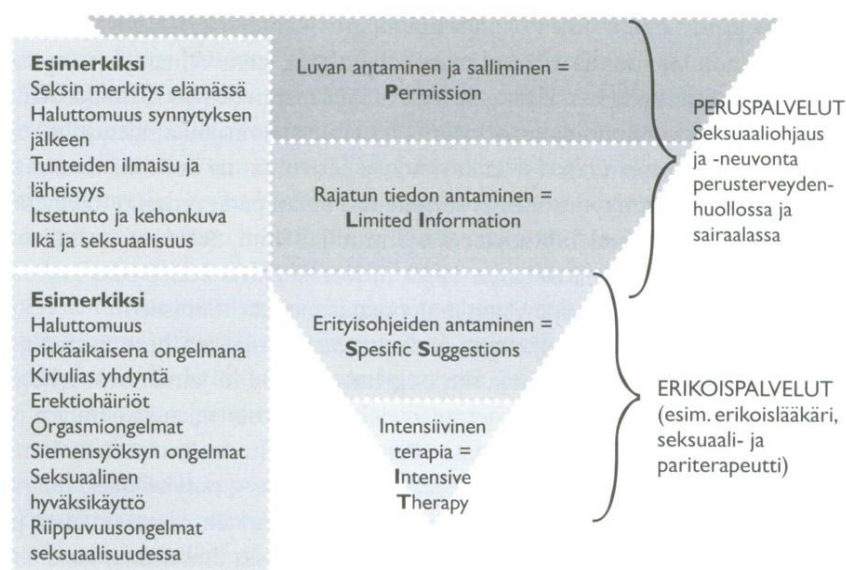 Esimerkiksi
Seksin merkitys elämässä
Haluttomuus synnytyksen
jälkeen
Tunteiden ilmaisu ja
läheisyys
Itsetunto ja kehonkuva
Ikä ja seksuaalisuus
Luvan antaminen ja salliminen =
Permission
Rajatun tiedon antaminen =
Limited Information
PERUSPALVELUT
Seksuaaliohjaus
ja -neuvonta
perusterveyden-
huollossa ja
sairaalassa
Esimerkiksi
Haluttomuus
pitkäaikaisena ongelmana
Kivulias yhdyntä
Erektiohäiriöt
Orgasmiongelmat
Siemensyöksyn ongelmat
Seksuaalinen
hyväksikäyttö
Riippuvuusongelmat
seksuaalisuudessa
Erityisohjeiden antaminen =
Spesific Suggestions
Intensiivinen
terapia =
Intensive
Therapy
ERIKOISPALVELUT
(esim. erikoislääkäri,
seksuaali- ja
pariterapeutti)